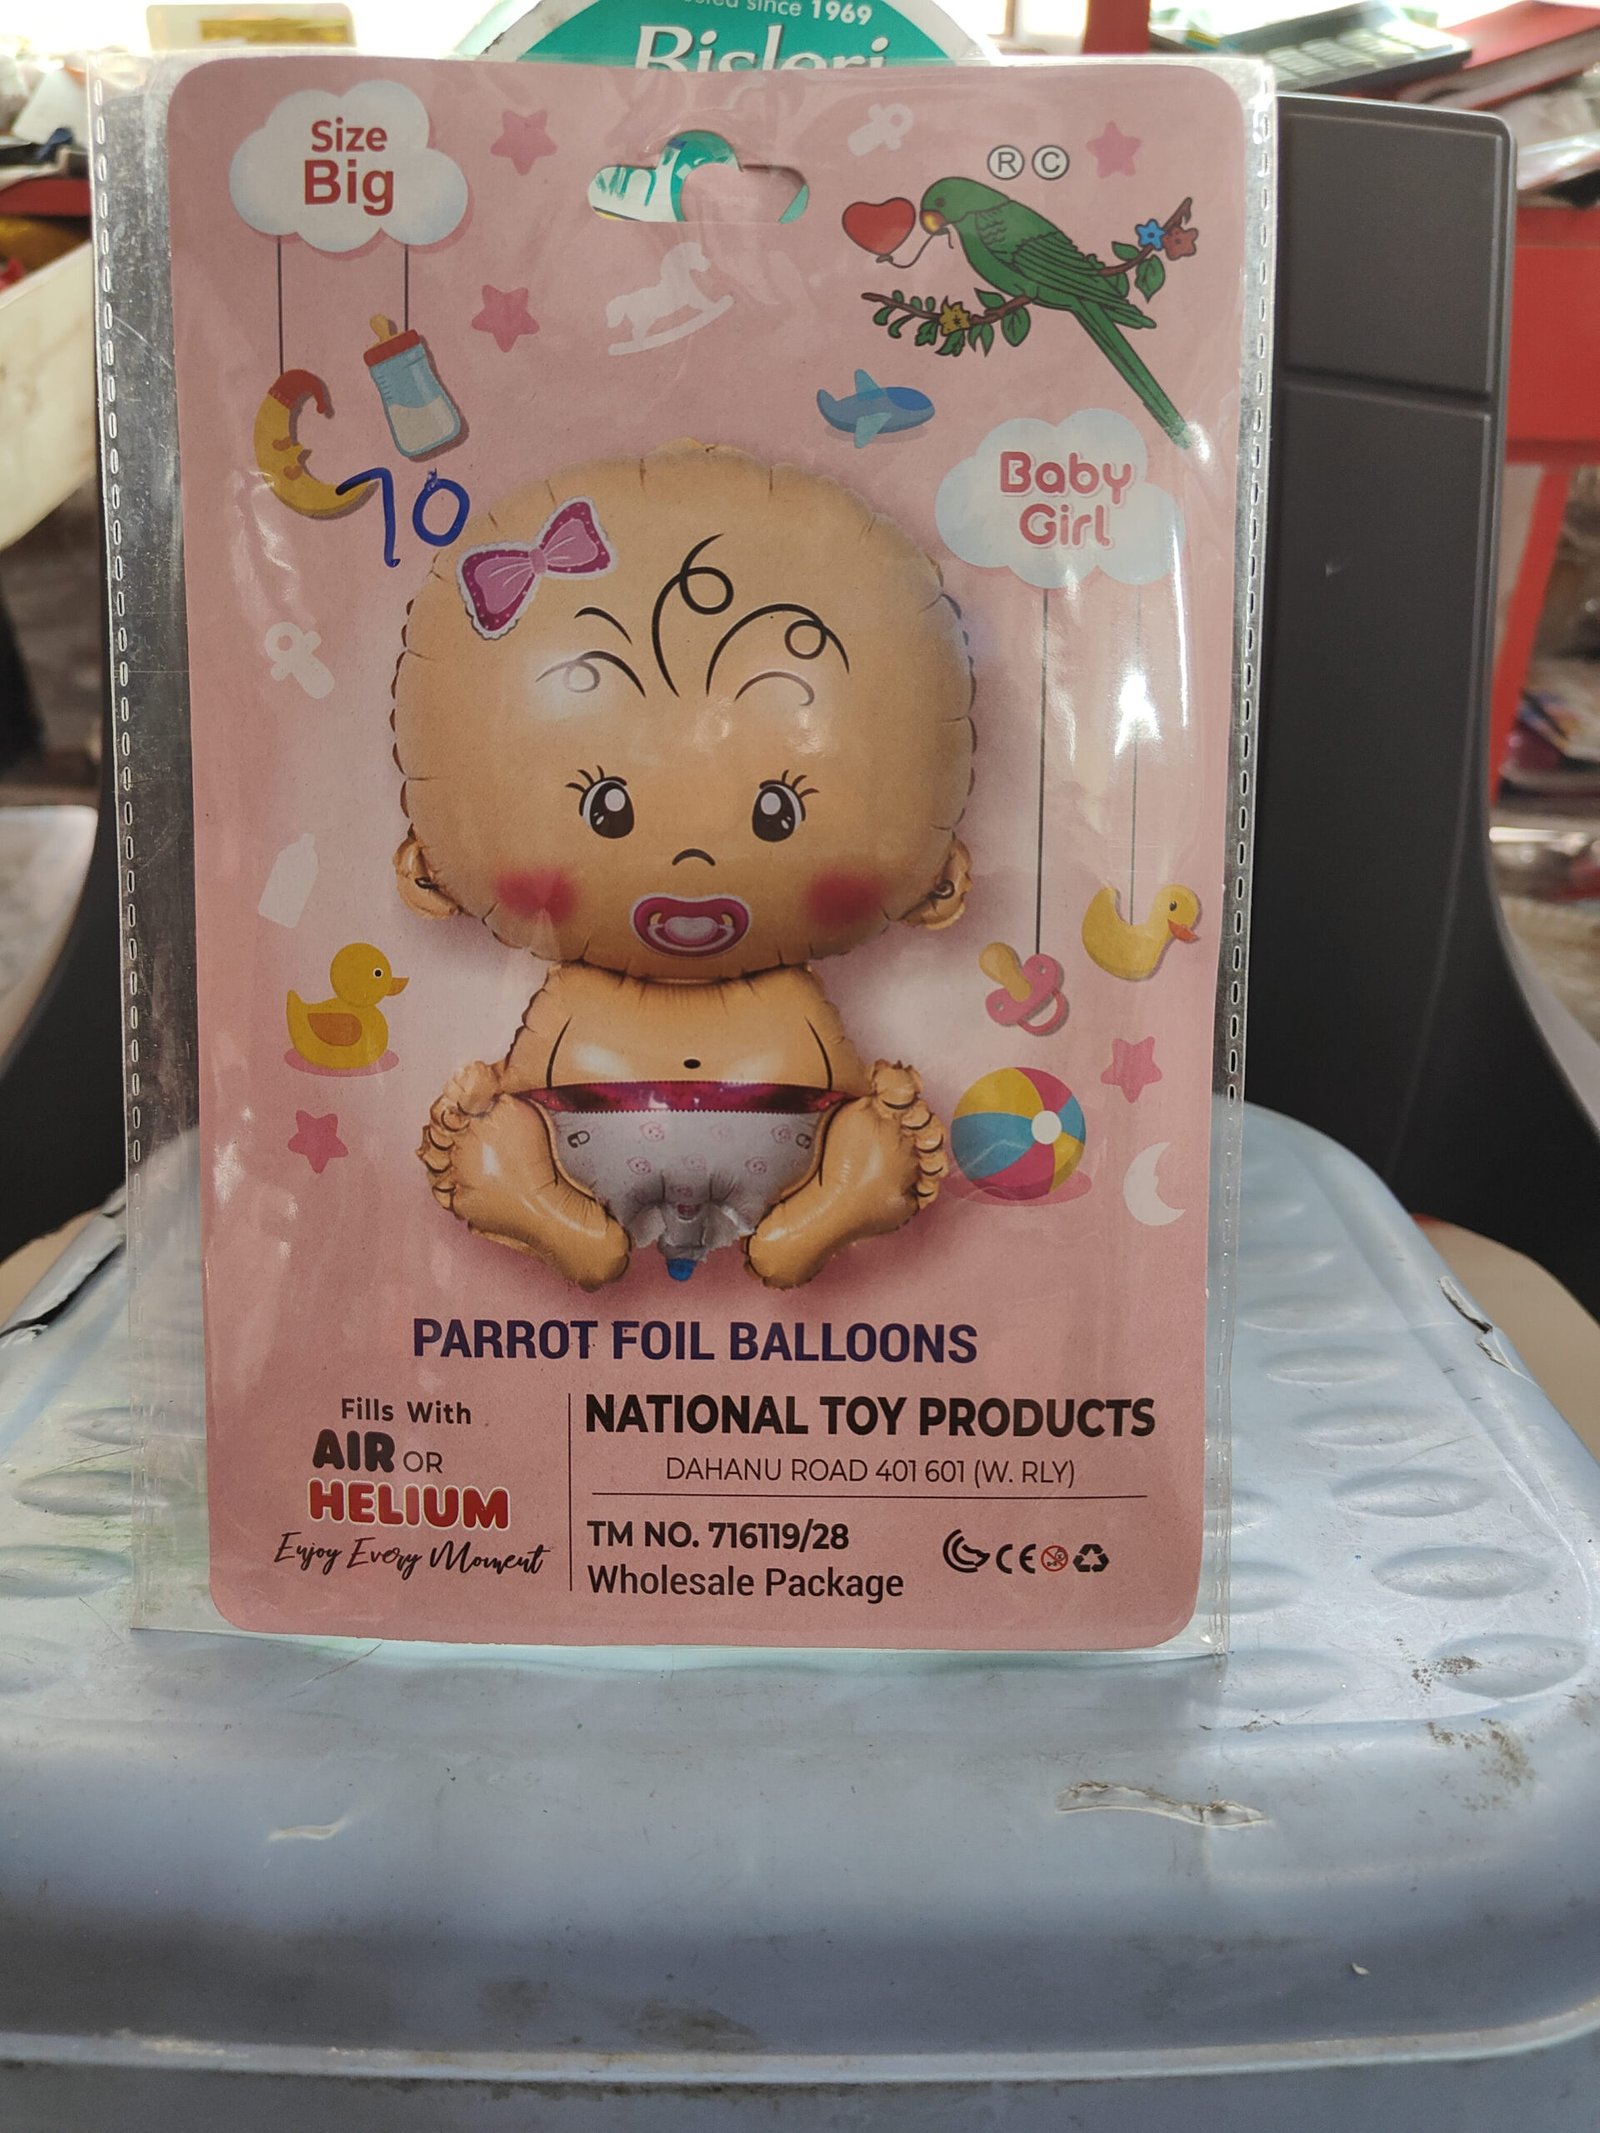 since 1969
Bisleri
Size
Big
® ©
70
Baby
Girl
PARROT FOIL BALLOONS
Fills With
AIR OR
HELIUM
Enjoy Every Moment
NATIONAL TOY PRODUCTS
DAHANU ROAD 401 601 (W. RLY)
TM NO. 716119/28
Wholesale Package
CE